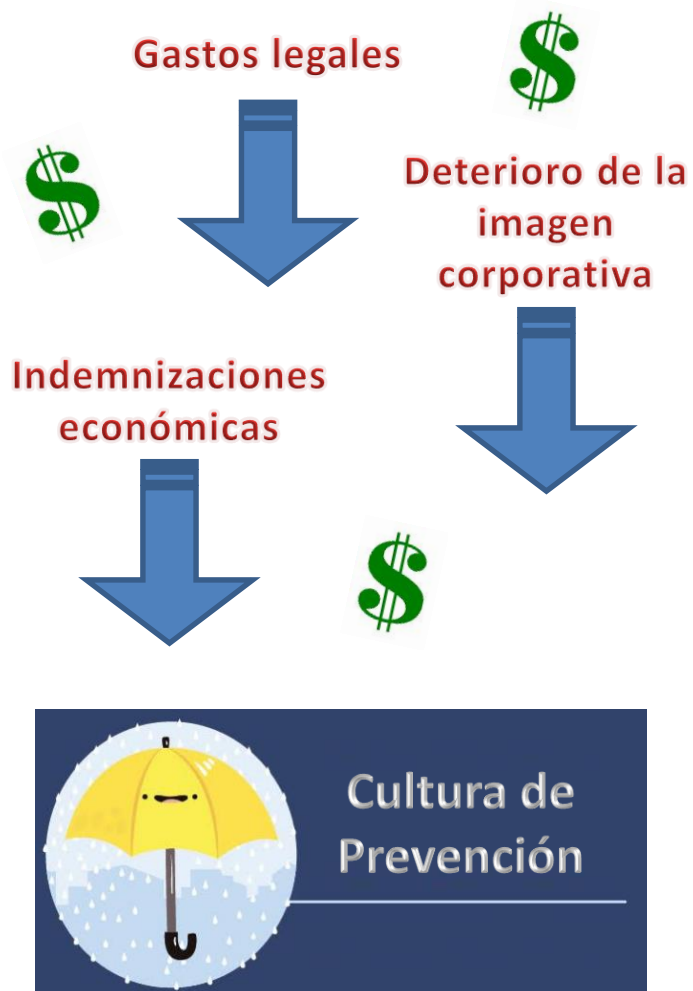 Gastos legales
$
$
Deterioro de la
imagen
corporativa
Indemnizaciones
económicas
$
Cultura de
Prevención